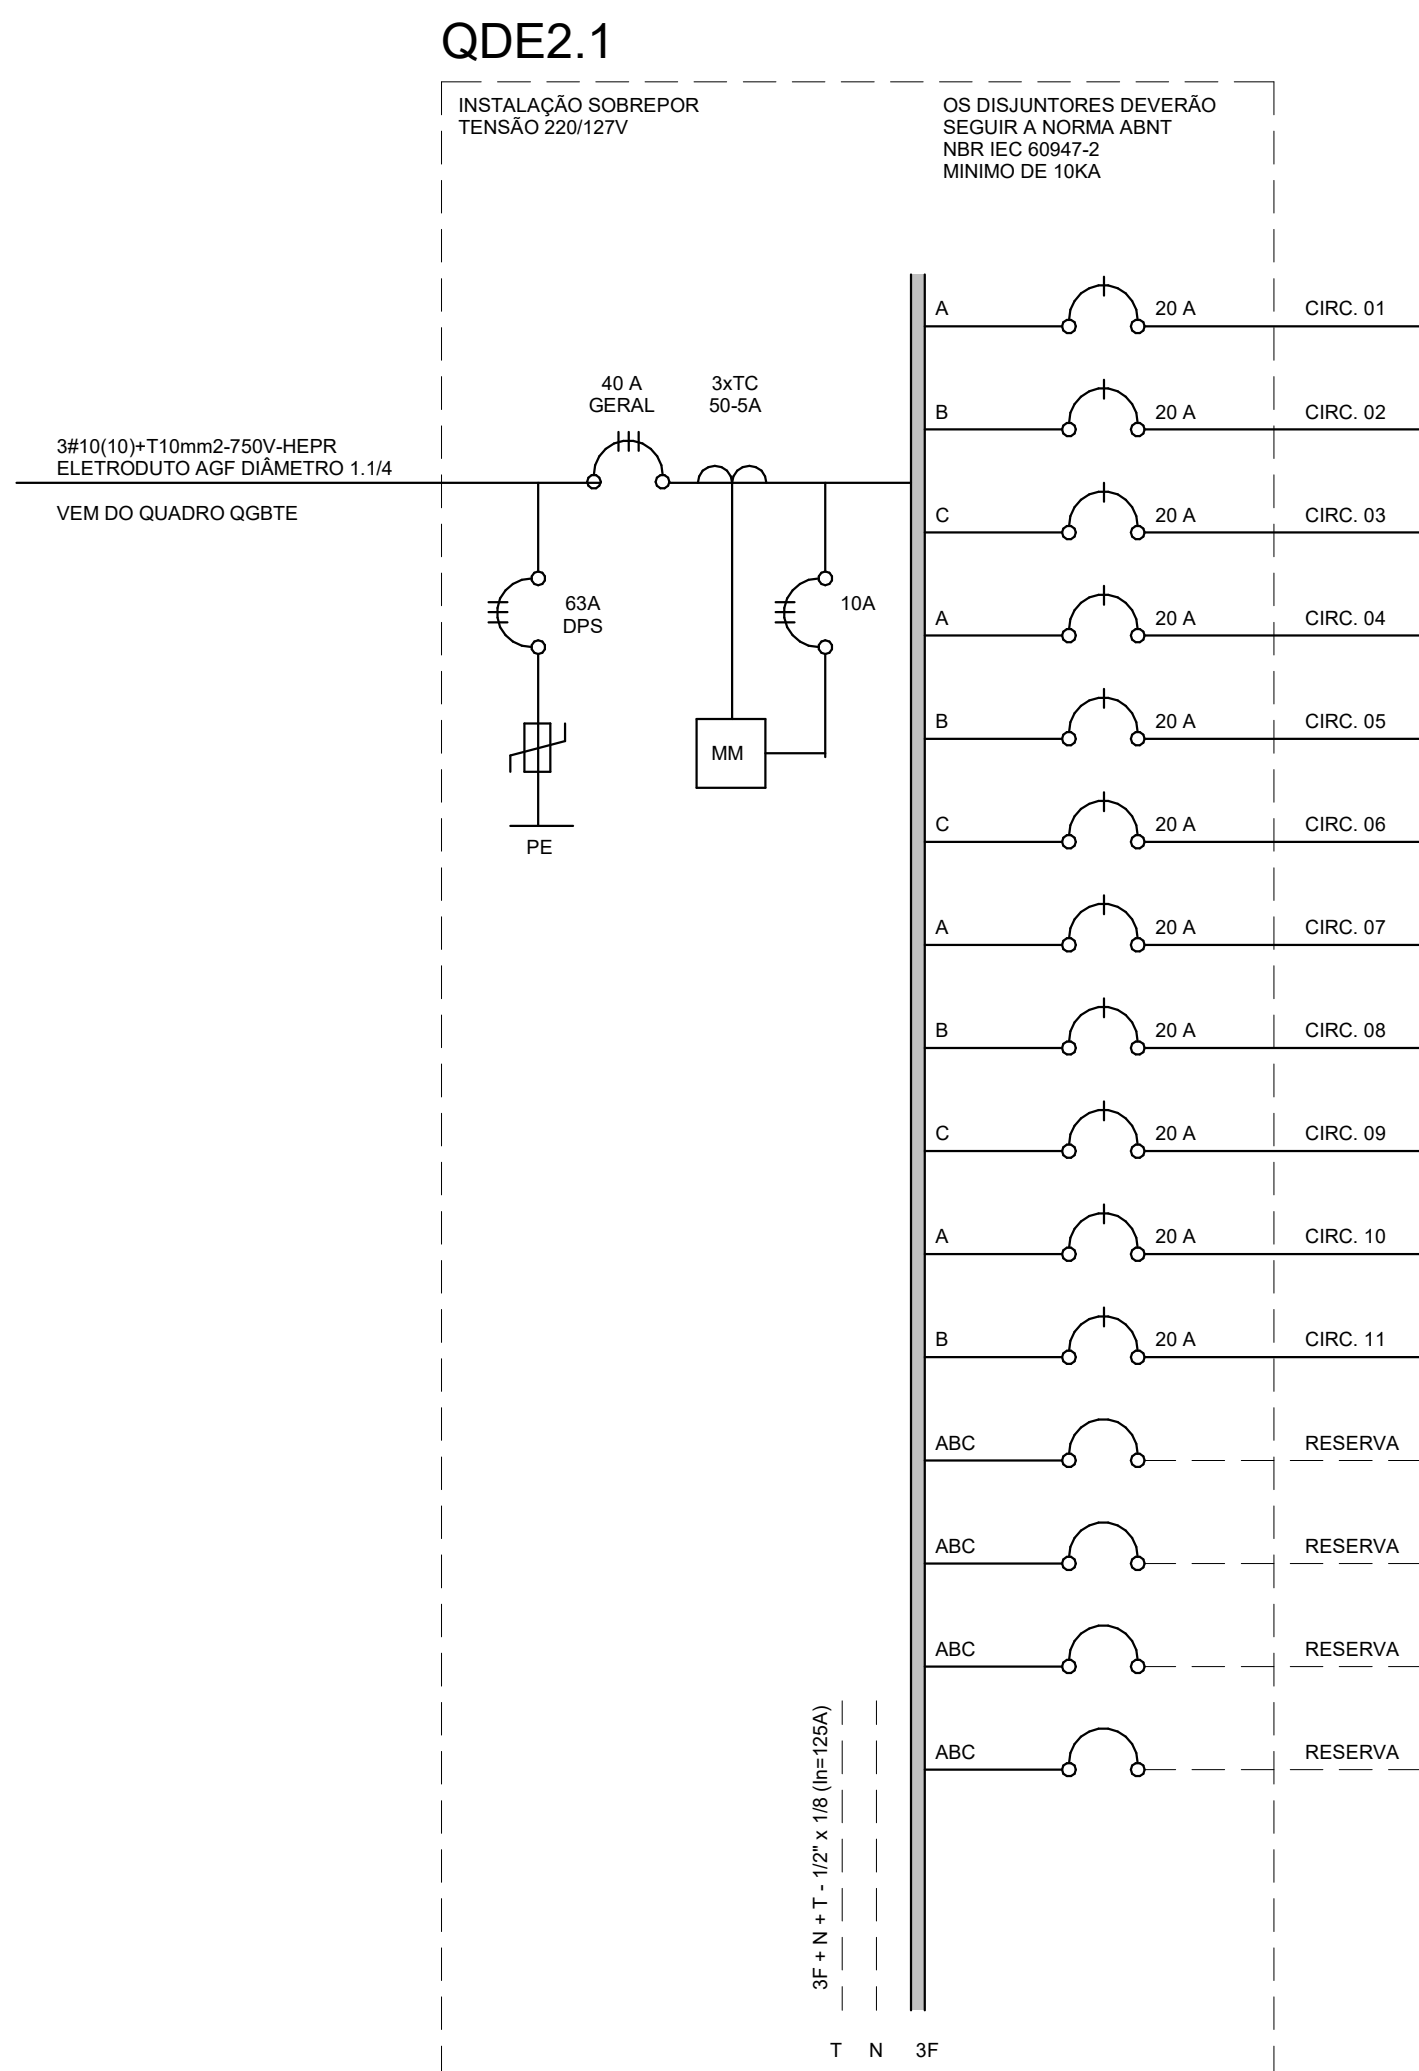 QDE2.1
INSTALAÇÃO SOBREPOR
TENSÃO 220/127V
OS DISJUNTORES DEVERÃO
SEGUIR A NORMA ABNT
NBR IEC 60947-2
MINIMO DE 10KA
3#10(10)+T10mm2-750V-HEPR
ELETRODUTO AGF DIÂMETRO 1.1/4
VEM DO QUADRO QGBTE
40 A
GERAL
3xTC
50-5A
63A
DPS
10A
MM
PE
A 20 A CIRC. 01
B 20 A CIRC. 02
C 20 A CIRC. 03
A 20 A CIRC. 04
B 20 A CIRC. 05
C 20 A CIRC. 06
A 20 A CIRC. 07
B 20 A CIRC. 08
C 20 A CIRC. 09
A 20 A CIRC. 10
B 20 A CIRC. 11
ABC RESERVA
ABC RESERVA
ABC RESERVA
ABC RESERVA
3F + N + T - 1/2" x 1/8 (In=125A)
T N 3F